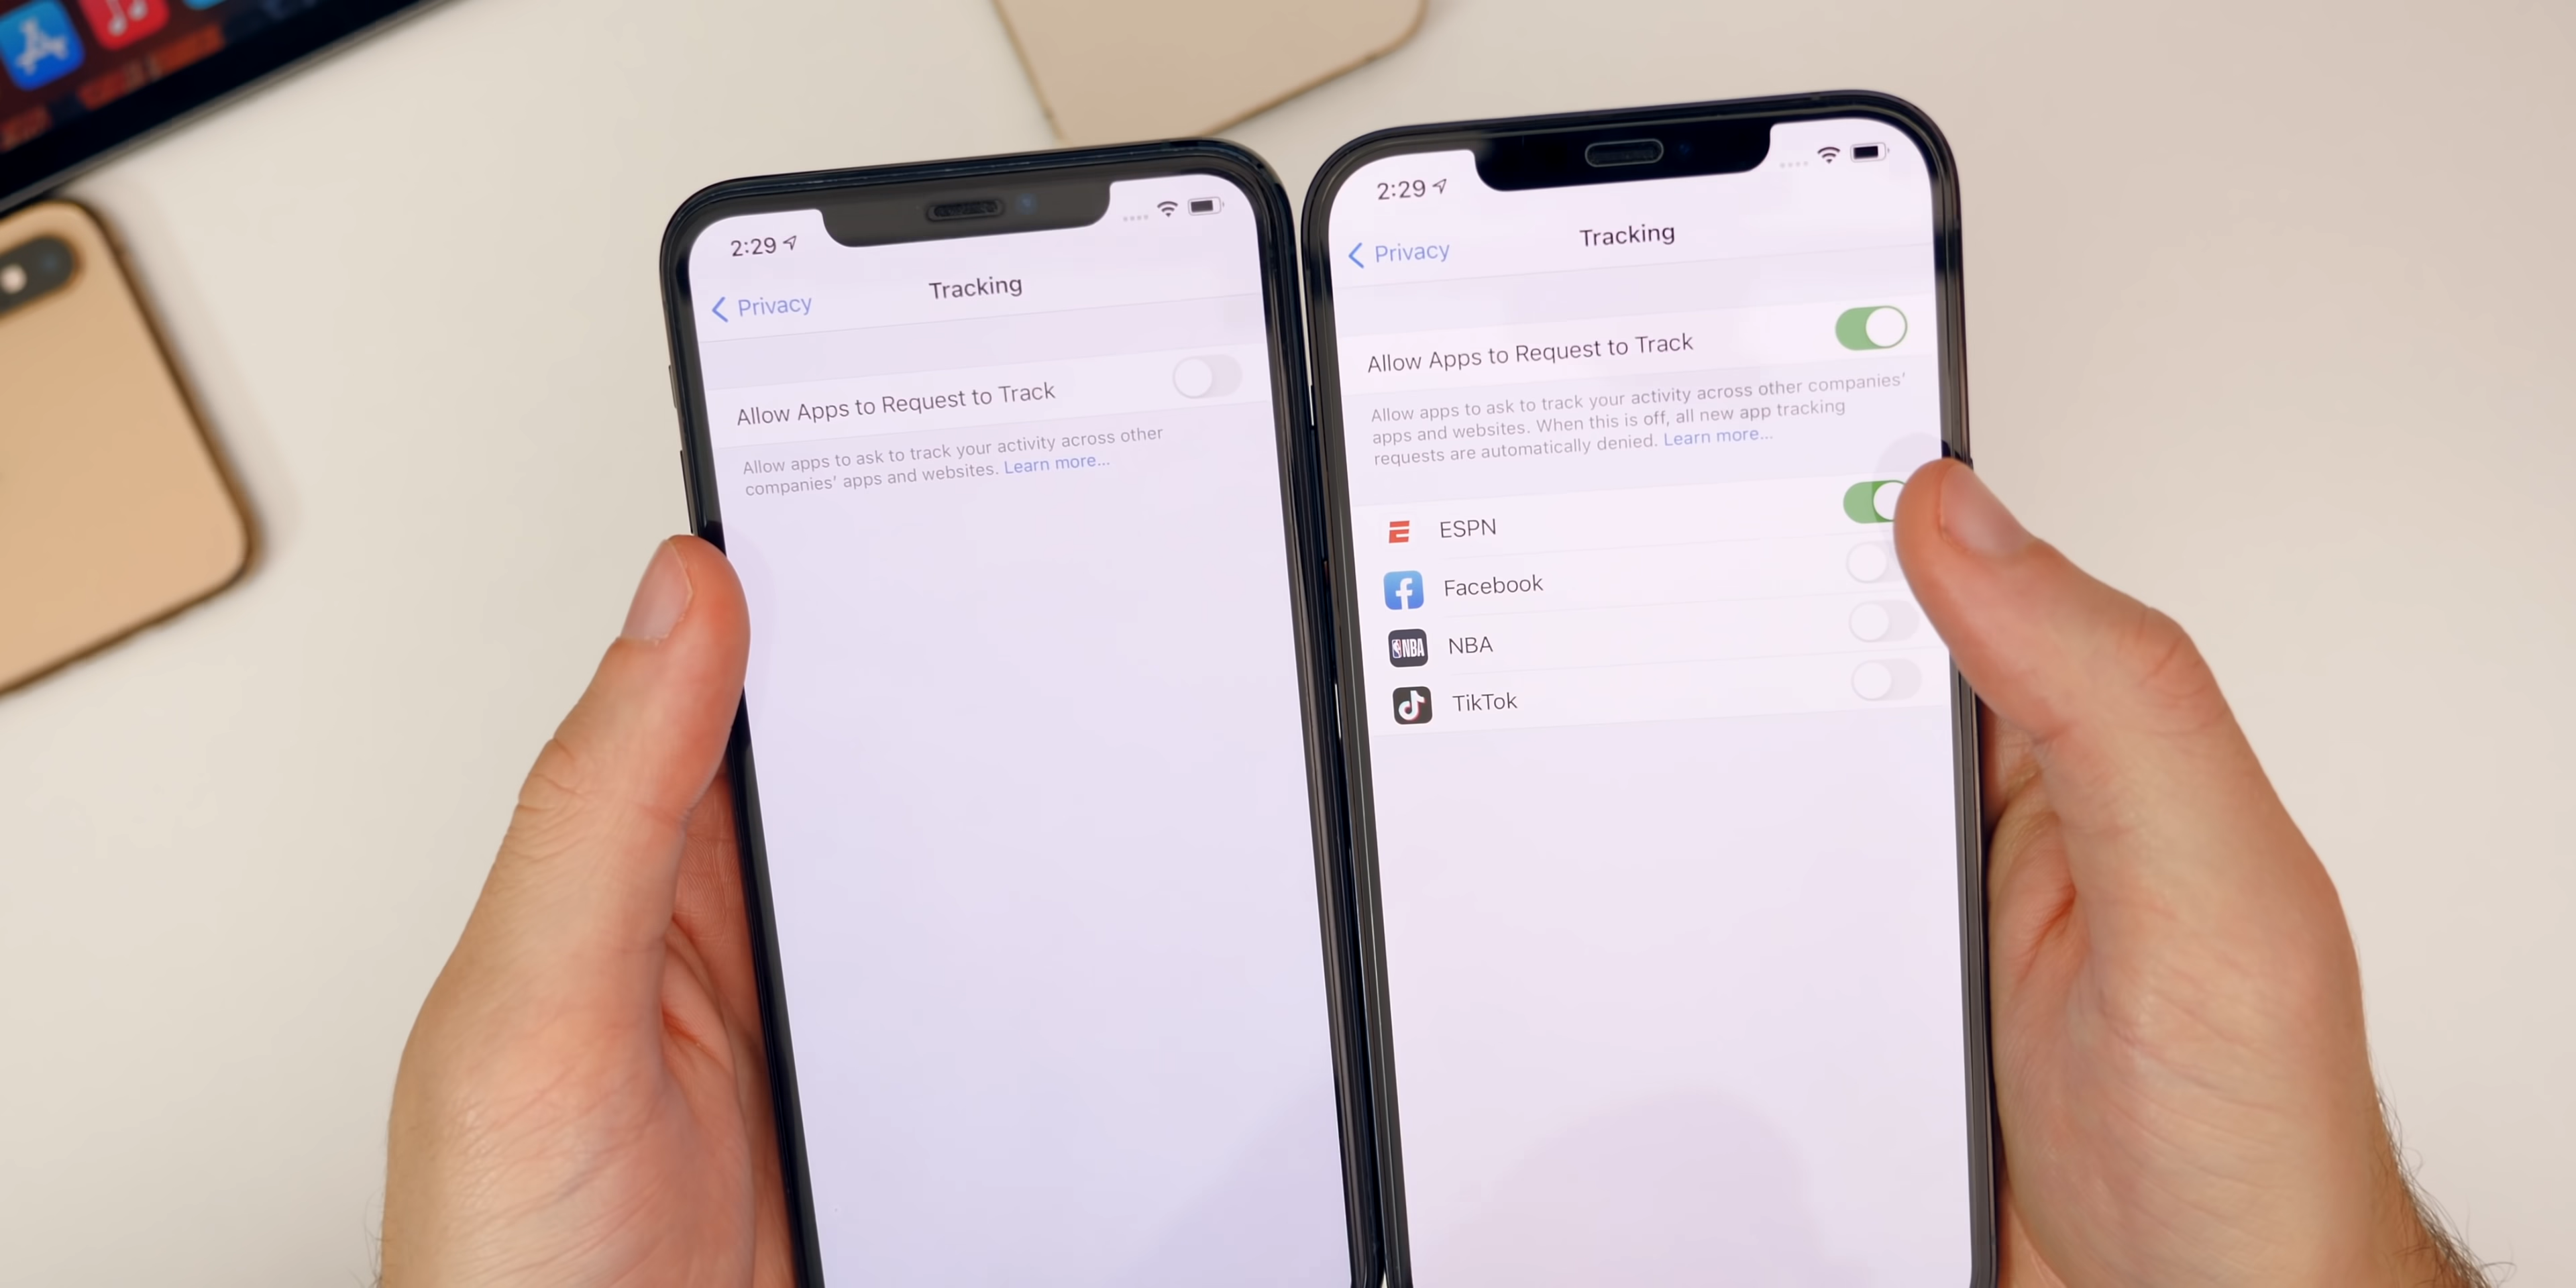 2:29
Privacy
Tracking
Allow Apps to Request to Track
Allow apps to ask to track your activity across other
companies' apps and websites. Learn more...
2:29
Privacy
Tracking
Allow Apps to Request to Track
Allow apps to ask to track your activity across other companies'
apps and websites. When this is off, all new app tracking
requests are automatically denied. Learn more...
ESPN
Facebook
NBA
NBA
TikTok